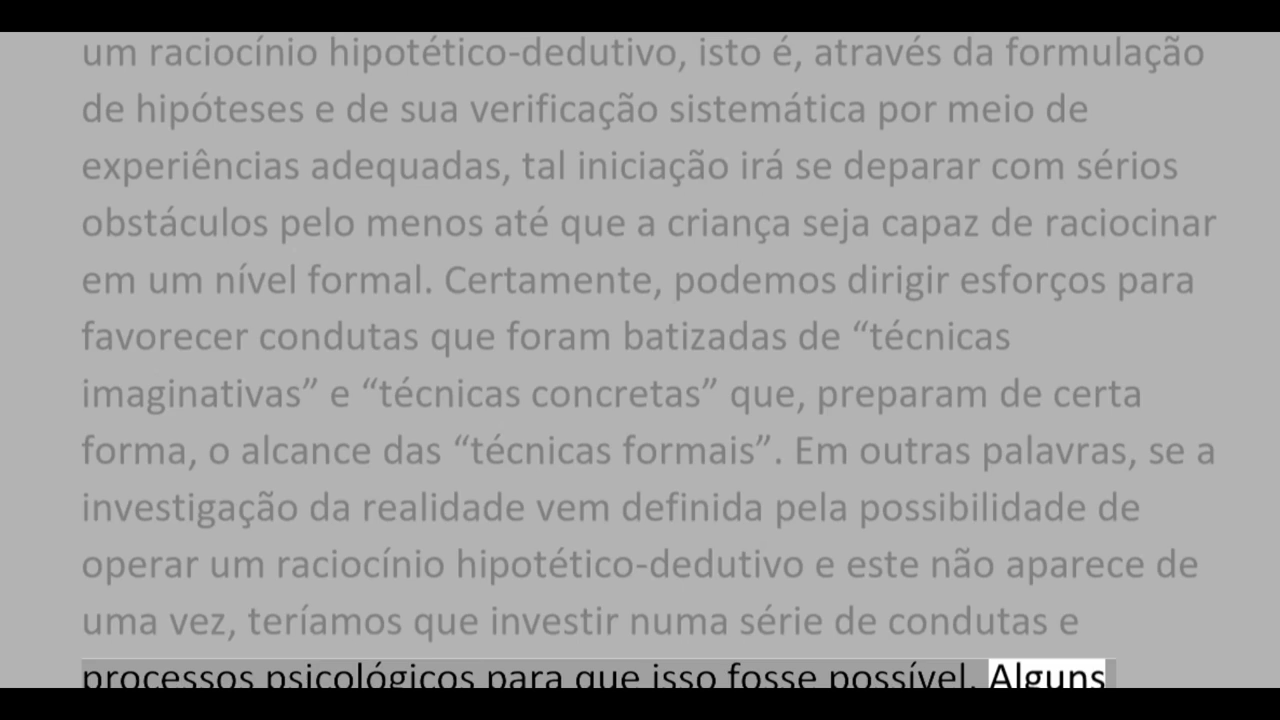 um raciocínio hipotético-dedutivo, isto é, através da formulação
de hipóteses e de sua verificação sistemática por meio de
experiências adequadas, tal iniciação irá se deparar com sérios
obstáculos pelo menos até que a criança seja capaz de raciocinar
em um nível formal. Certamente, podemos dirigir esforços para
favorecer condutas que foram batizadas de “técnicas
imaginativas” e “técnicas concretas” que, preparam de certa
forma, o alcance das “técnicas formais”. Em outras palavras, se a
investigação da realidade vem definida pela possibilidade de
operar um raciocínio hipotético-dedutivo e este não aparece de
uma vez, teríamos que investir numa série de condutas e
processos psicológicos para que isso fosse possível. Alguns